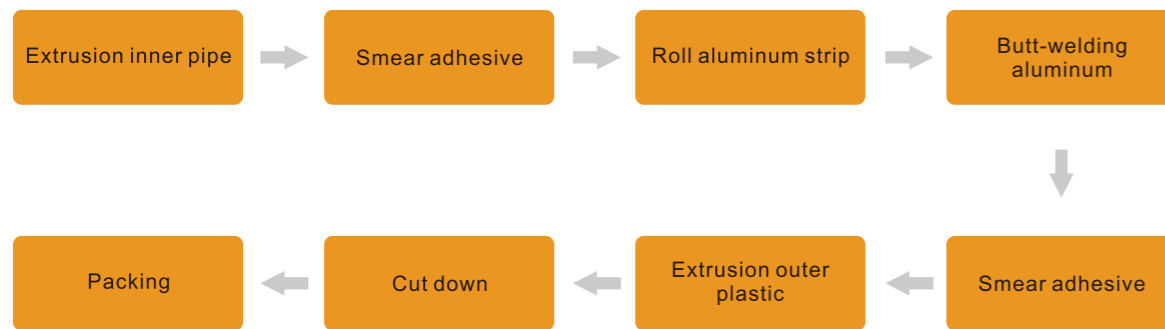 Extrusion inner pipe
Smear adhesive
Roll aluminum strip
Butt-welding
aluminum
Smear adhesive
Extrusion outer
plastic
Cut down
Packing